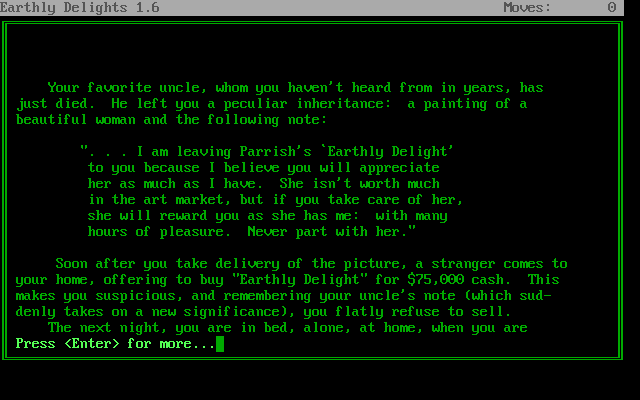 Earthly Delights 1.6 Moves: 0
Your favorite uncle, whom you haven't heard from in years, has
just died. He left you a peculiar inheritance: a painting of a
beautiful woman and the following note:
". . . I am leaving Parrish's `Earthly Delight'
to you because I believe you will appreciate
her as much as I have. She isn't worth much
in the art market, but if you take care of her,
she will reward you as she has me: with many
hours of pleasure. Never part with her."
Soon after you take delivery of the picture, a stranger comes to
your home, offering to buy "Earthly Delight" for $75,000 cash. This
makes you suspicious, and remembering your uncle's note (which sud-
denly takes on a new significance), you flatly refuse to sell.
The next night, you are in bed, alone, at home, when you are
Press <Enter> for more...